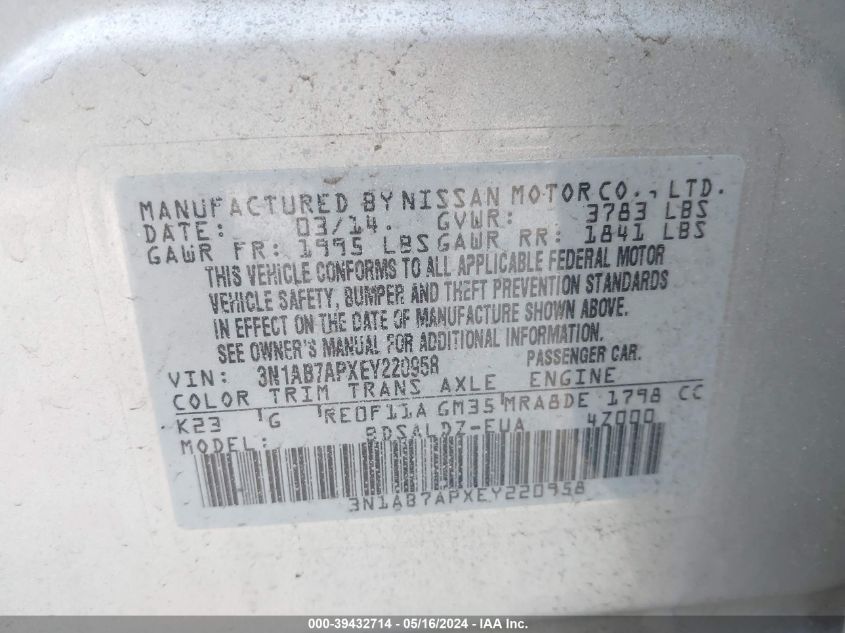 MANUFACTURED BY NISSAN MOTOR CO., LTD.
DATE: 03/14. GVWR: 3783 LBS
GAWR FR: 1995 LBS GAWR RR: 1841 LBS
THIS VEHICLE CONFORMS TO ALL APPLICABLE FEDERAL MOTOR
VEHICLE SAFETY, BUMPER AND THEFT PREVENTION STANDARDS
IN EFFECT ON THE DATE OF MANUFACTURE SHOWN ABOVE.
SEE OWNER'S MANUAL FOR ADDITIONAL INFORMATION.
VIN: 3N1AB7APXEY220958 PASSENGER CAR.
COLOR TRIM TRANS AXLE ENGINE
K23 G RE0F11A GM35 MRA8DE 1798 CC
MODEL: BDSALDZ-EUA 4Z000
3N1AB7APXEY220958
000-39432714 - 05/16/2024 - IAA Inc.